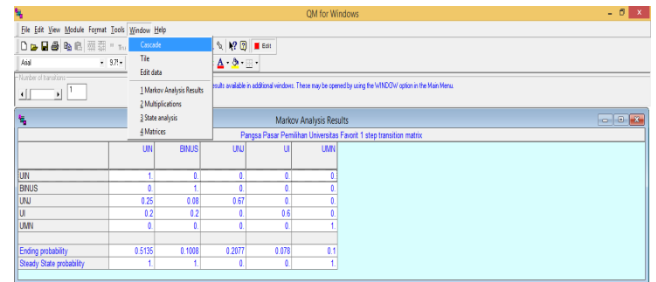 QM for Windows
File Edit View Module Format Tools Window Help
Edit
Arial 9.75
Cascade
Tile
Edit data
1 Markov Analysis Results
2 Multiplications
3 State analysis
4 Matrices
Number of transitions
1
results available in additional windows. These may be opened by using the WINDOW option in the Main Menu.
Markov Analysis Results
Pangsa Pasar Pemilihan Universitas Favorit 1 step transition matrix
UIN BINUS UNJ UI UMN
UIN 1. 0. 0. 0. 0.
BINUS 0. 1. 0. 0. 0.
UNJ 0.25 0.08 0.67 0. 0.
UI 0.2 0.2 0. 0.6 0.
UMN 0. 0. 0. 0. 1.
Ending probability 0.5135 0.1008 0.2077 0.078 0.1
Steady State probability 1. 1. 0. 0. 1.